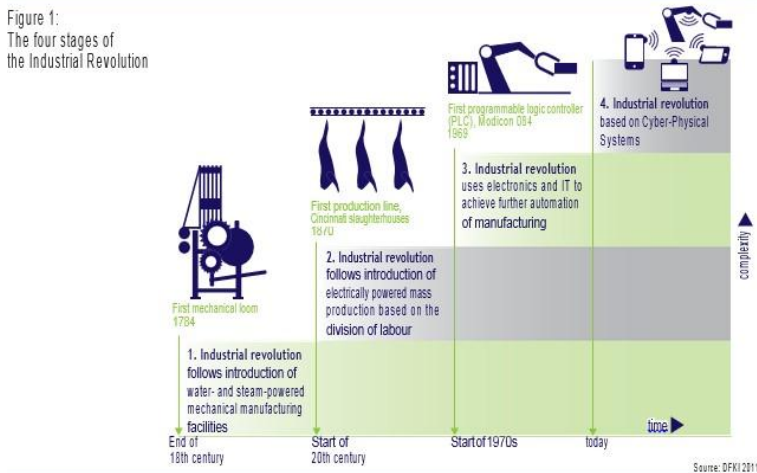 Figure 1:
The four stages of
the Industrial Revolution
First mechanical loom
1784
1. Industrial revolution
follows introduction of
water- and steam-powered
mechanical manufacturing
facilities
End of
18th century
First production line,
Cincinnati slaughterhouses
1870
2. Industrial revolution
follows introduction of
electrically powered mass
production based on the
division of labour
Start of
20th century
First programmable logic controller
(PLC), Modicon 084
1969
3. Industrial revolution
uses electronics and IT to
achieve further automation
of manufacturing
Start of 1970s
4. Industrial revolution
based on Cyber-Physical
Systems
today
time
complexity
Source: DFKI 2011